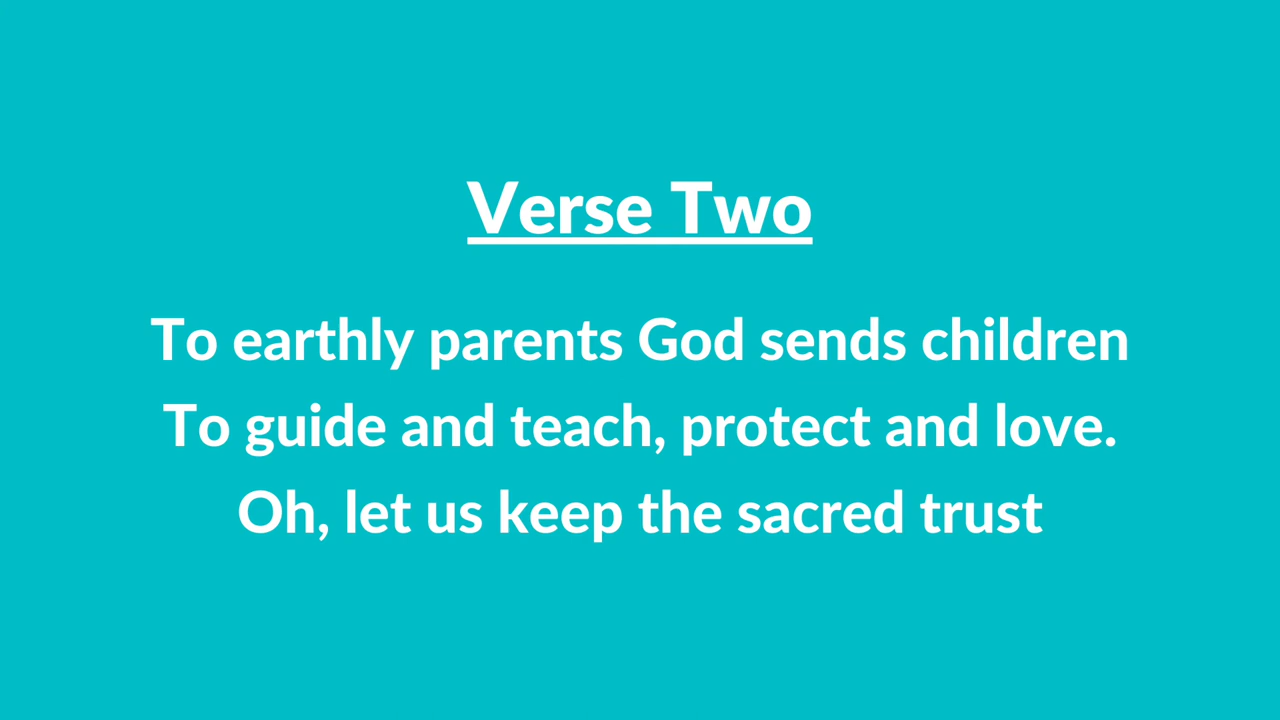 Verse Two
To earthly parents God sends children
To guide and teach, protect and love.
Oh, let us keep the sacred trust